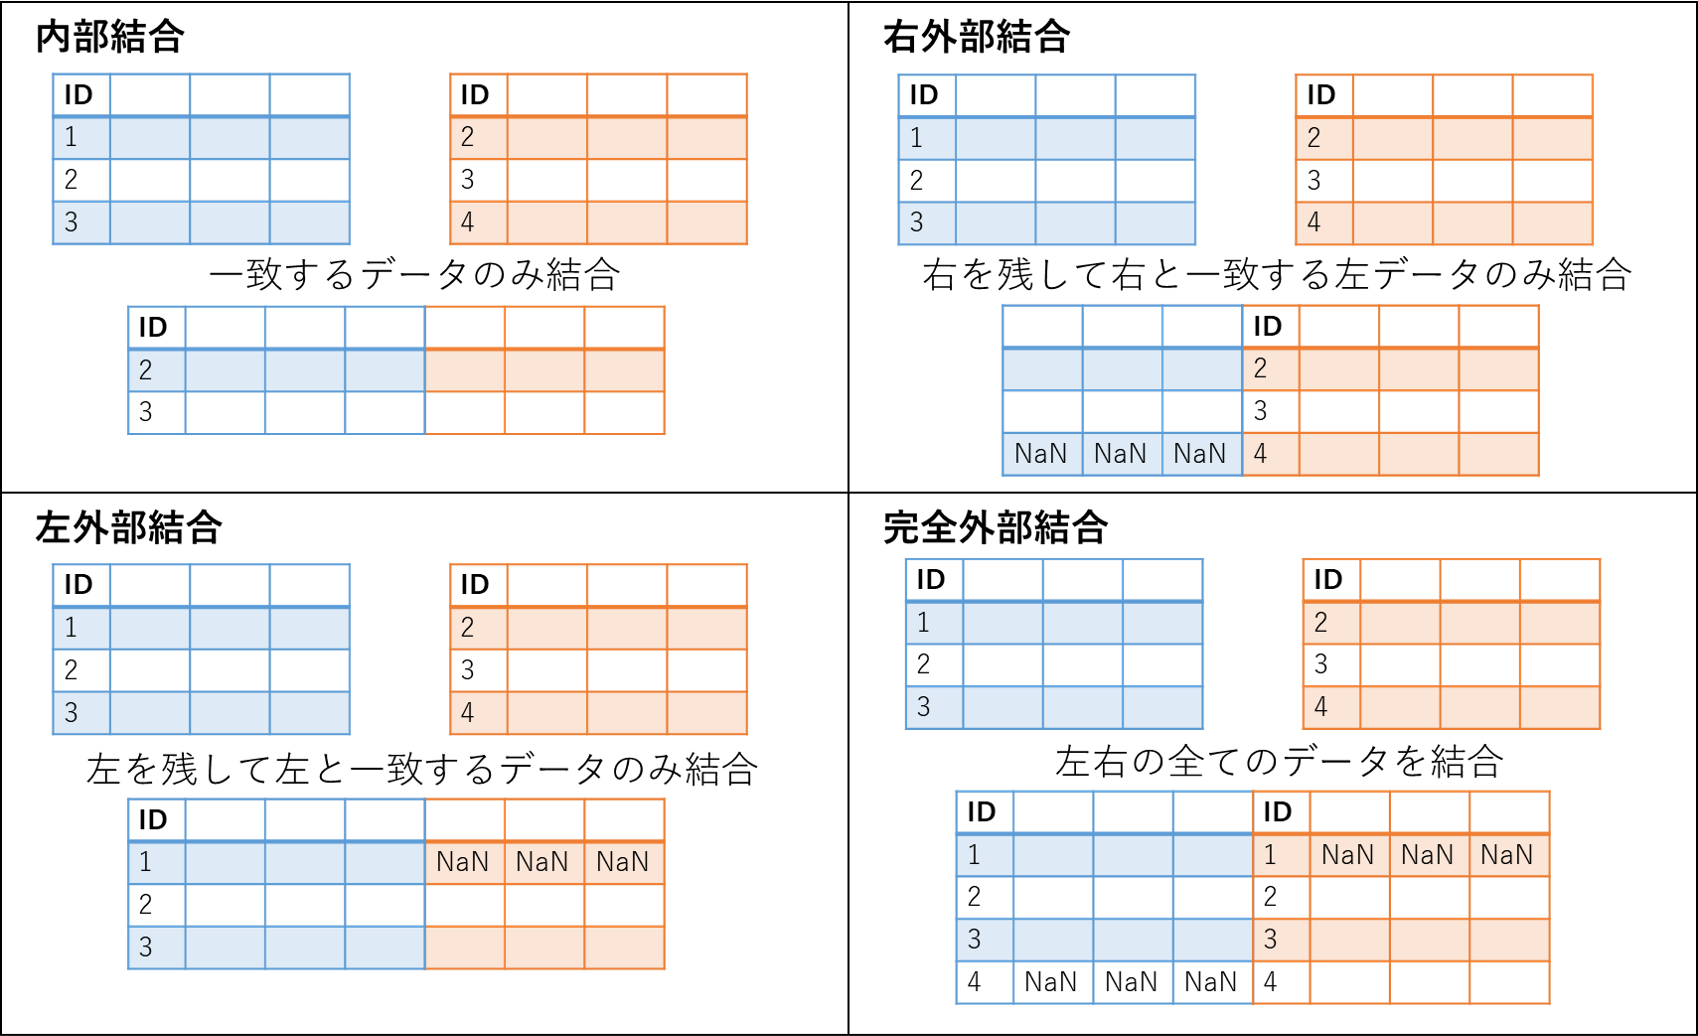 内部結合
ID ID
1 2
2 3
3 4
一致するデータのみ結合
ID
2
3
右外部結合
ID ID
1 2
2 3
3 4
右を残して右と一致する左データのみ結合
ID
2
3
NaN NaN NaN 4
左外部結合
ID ID
1 2
2 3
3 4
左を残して左と一致するデータのみ結合
ID
1 NaN NaN NaN
2
3
完全外部結合
ID ID
1 2
2 3
3 4
左右の全てのデータを結合
ID ID
1 1 NaN NaN NaN
2 2
3 3
4 NaN NaN NaN 4